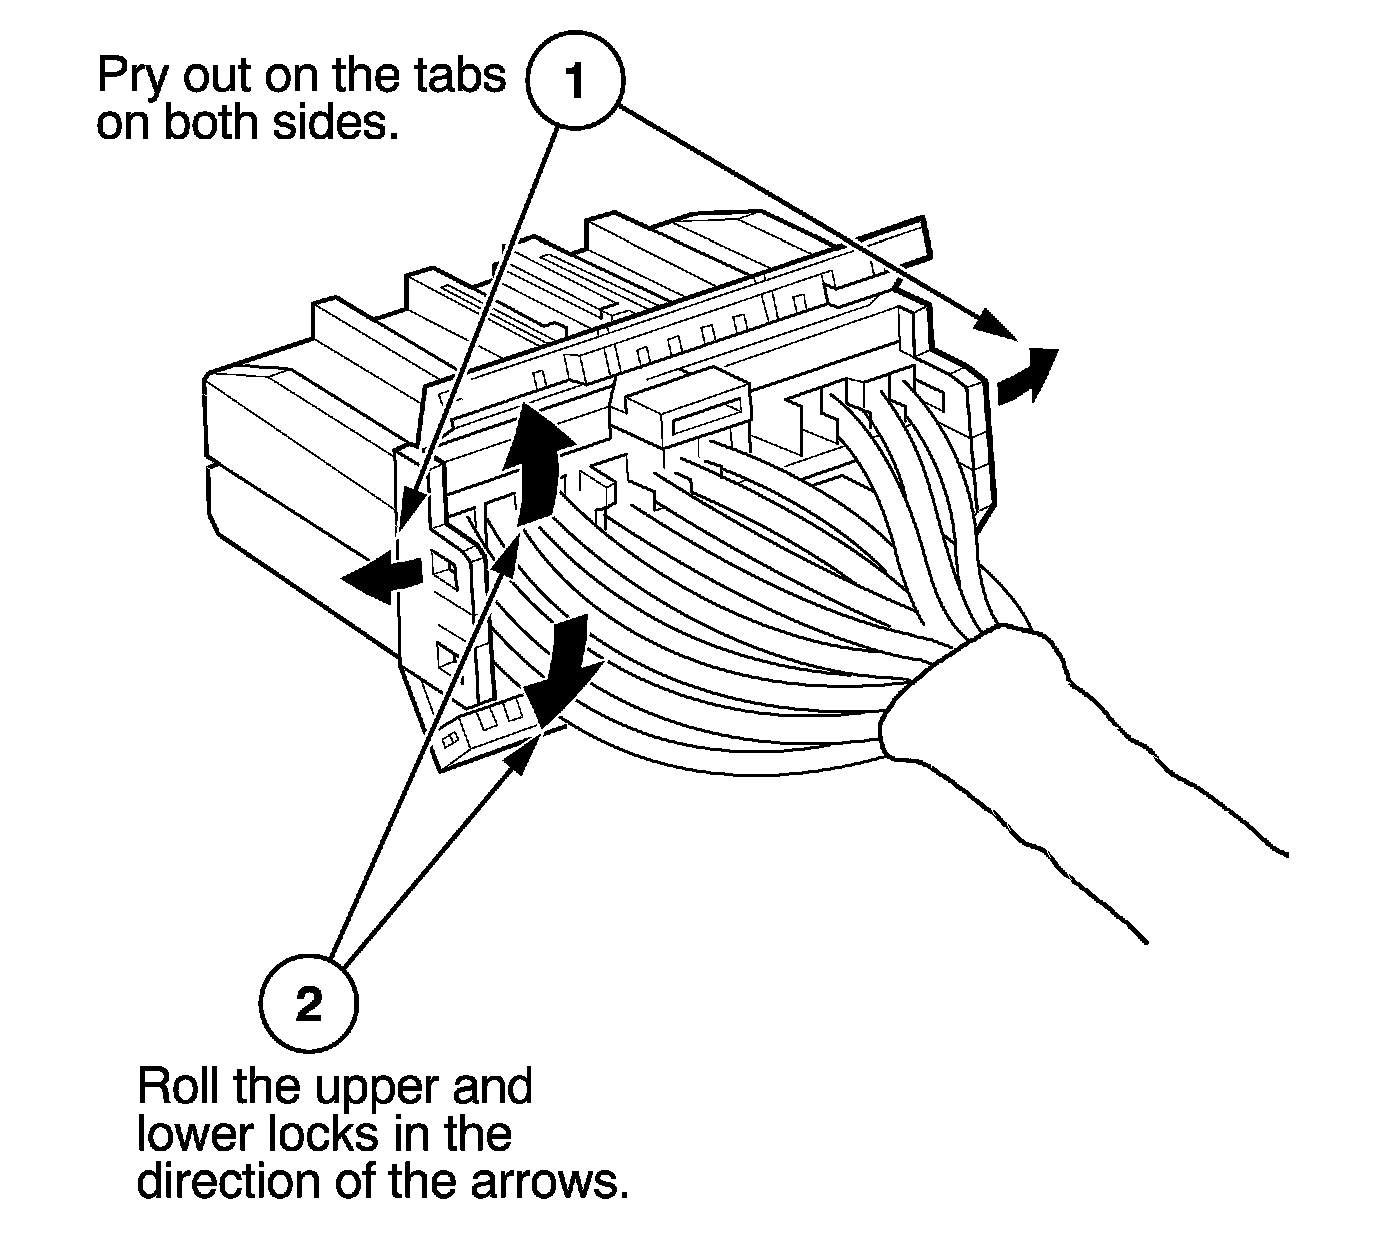 Pry out on the tabs
on both sides.
1
2
Roll the upper and
lower locks in the
direction of the arrows.